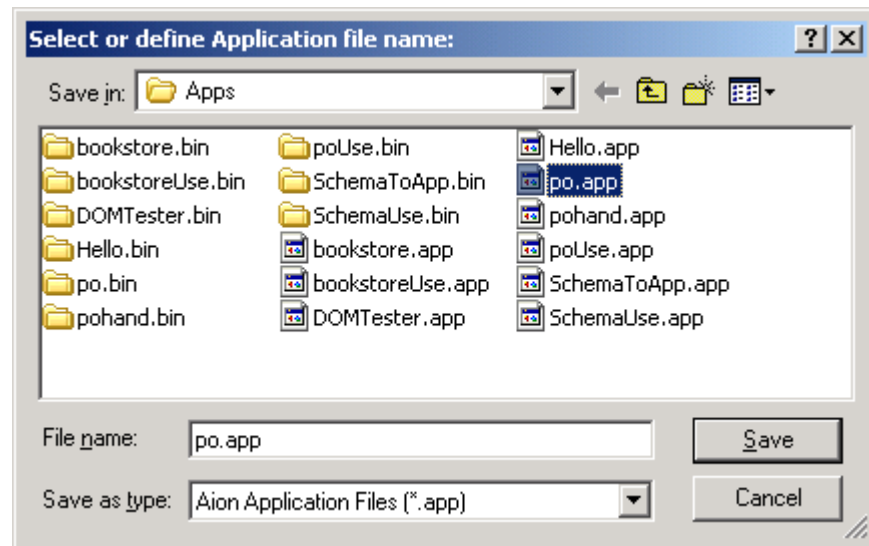 Select or define Application file name:
Save in: Apps
bookstore.bin poUse.bin Hello.app
bookstoreUse.bin SchemaToApp.bin po.app
DOMTester.bin SchemaUse.bin pohand.app
Hello.bin bookstore.app poUse.app
po.bin bookstoreUse.app SchemaToApp.app
pohand.bin DOMTester.app SchemaUse.app
File name: po.app Save
Save as type: Aion Application Files (*.app) Cancel